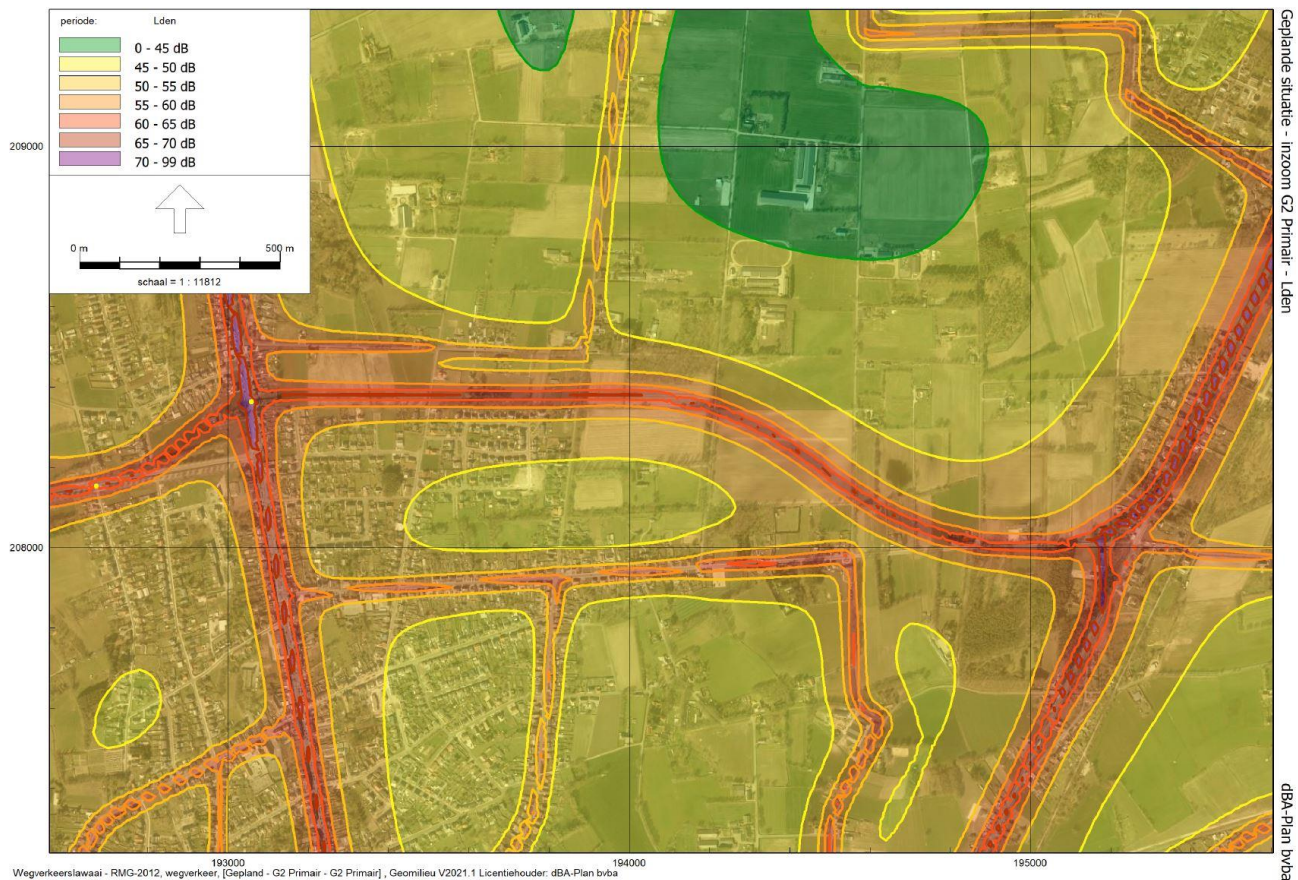 periode: Lden
0 - 45 dB
45 - 50 dB
50 - 55 dB
55 - 60 dB
60 - 65 dB
65 - 70 dB
70 - 99 dB
0 m 500 m
schaal = 1 : 11812
209000
208000
193000 194000 195000
Geplande situatie - inzoom G2 Primair - Lden
dBA-Plan bvba
Wegverkeerslawaai - RMG-2012, wegverkeer, [Gepland - G2 Primair - G2 Primair] , Geomilieu V2021.1 Licentiehouder: dBA-Plan bvba